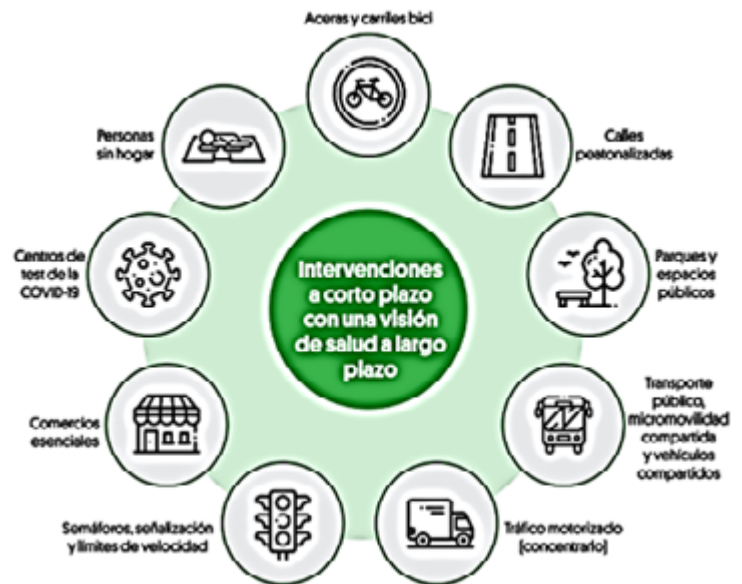 Aceras y carriles bici
Calles
peatonalizadas
Parques y
espacios
públicos
Transporte
público,
micromovilidad
compartida
y vehículos
compartidos
Tráfico motorizado
(concentrarlo)
Semáforos, señalización
y límites de velocidad
Comercios
esenciales
Centros de
test de la
COVID-19
Personas
sin hogar
Intervenciones
a corto plazo
con una visión
de salud a largo
plazo